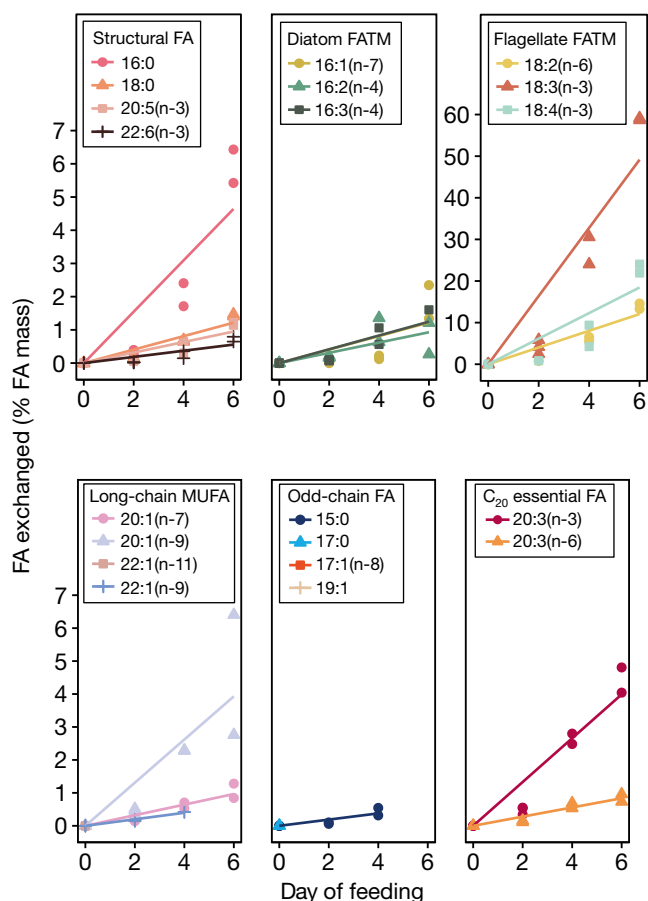 Structural FA
16:0
18:0
20:5(n-3)
22:6(n-3)
Diatom FATM
16:1(n-7)
16:2(n-4)
16:3(n-4)
Flagellate FATM
18:2(n-6)
18:3(n-3)
18:4(n-3)
7
6
5
4
3
2
1
0
60
50
40
30
20
10
0
0 2 4 6
0 2 4 6
0 2 4 6
FA exchanged (% FA mass)
Long-chain MUFA
20:1(n-7)
20:1(n-9)
22:1(n-11)
22:1(n-9)
Odd-chain FA
15:0
17:0
17:1(n-8)
19:1
C₂₀ essential FA
20:3(n-3)
20:3(n-6)
7
6
5
4
3
2
1
0
0 2 4 6
0 2 4 6
0 2 4 6
Day of feeding